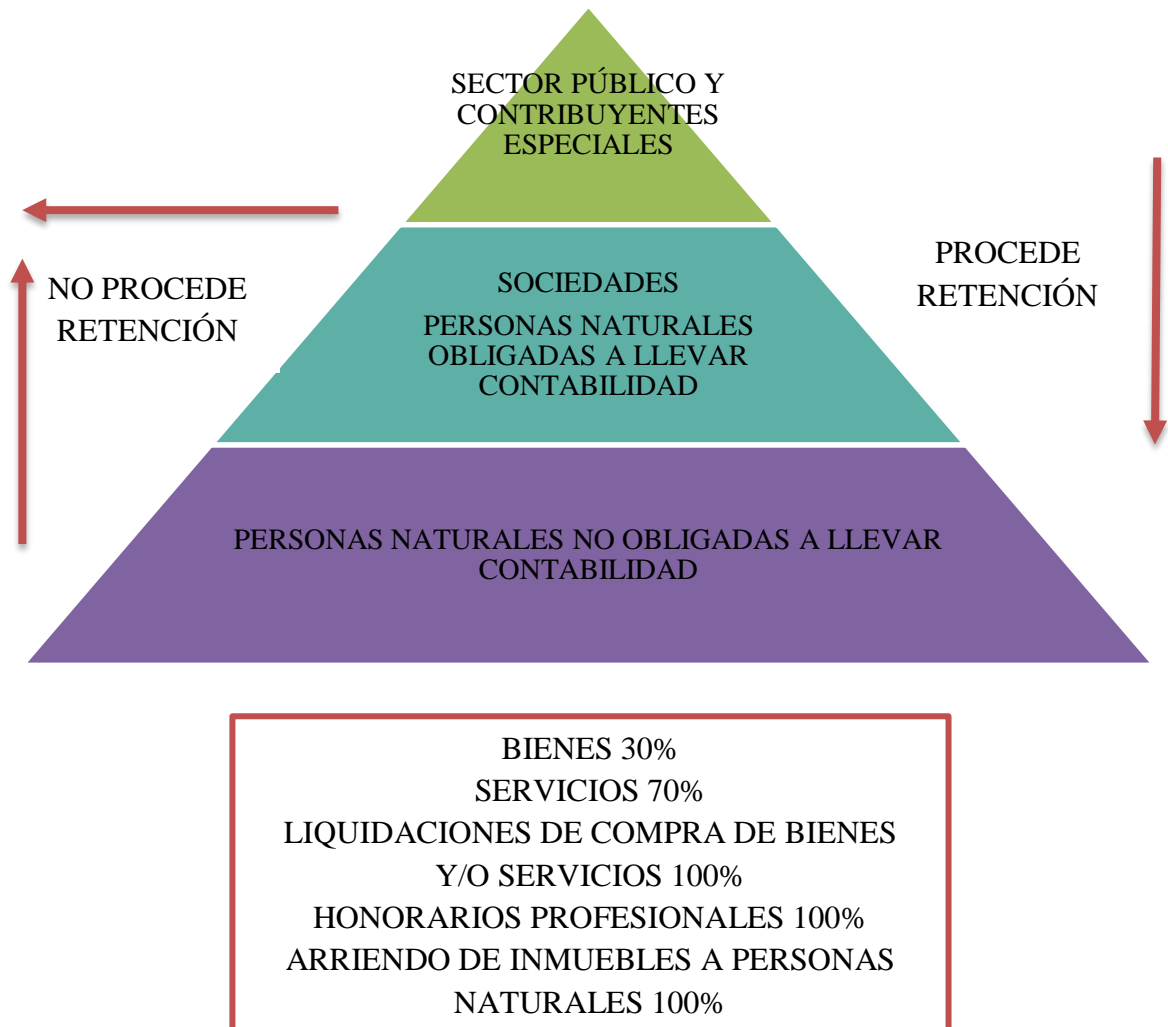 SECTOR PÚBLICO Y
CONTRIBUYENTES
ESPECIALES
NO PROCEDE
RETENCIÓN
SOCIEDADES
PERSONAS NATURALES
OBLIGADAS A LLEVAR
CONTABILIDAD
PROCEDE
RETENCIÓN
PERSONAS NATURALES NO OBLIGADAS A LLEVAR
CONTABILIDAD
BIENES 30%
SERVICIOS 70%
LIQUIDACIONES DE COMPRA DE BIENES
Y/O SERVICIOS 100%
HONORARIOS PROFESIONALES 100%
ARRIENDO DE INMUEBLES A PERSONAS
NATURALES 100%